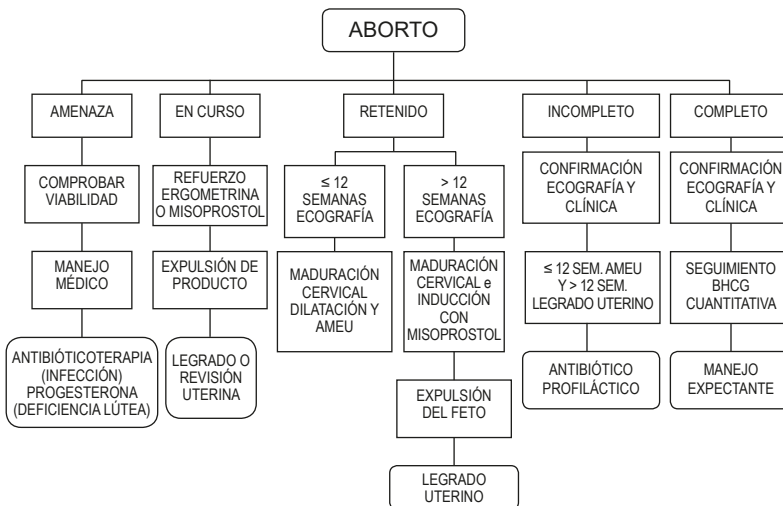 ABORTO
AMENAZA
EN CURSO
RETENIDO
INCOMPLETO
COMPLETO
COMPROBAR
VIABILIDAD
REFUERZO
ERGOMETRINA
O MISOPROSTOL
≤ 12
SEMANAS
ECOGRAFÍA
> 12
SEMANAS
ECOGRAFÍA
CONFIRMACIÓN
ECOGRAFÍA Y
CLÍNICA
CONFIRMACIÓN
ECOGRAFÍA Y
CLÍNICA
MANEJO
MÉDICO
EXPULSIÓN DE
PRODUCTO
MADURACIÓN
CERVICAL
DILATACIÓN Y
AMEU
MADURACIÓN
CERVICAL e
INDUCCIÓN
CON
MISOPROSTOL
≤ 12 SEM. AMEU
Y > 12 SEM.
LEGRADO UTERINO
SEGUIMIENTO
BHCG
CUANTITATIVA
ANTIBIÓTICOTERAPIA
(INFECCIÓN)
PROGESTERONA
(DEFICIENCIA LÚTEA)
LEGRADO O
REVISIÓN
UTERINA
EXPULSIÓN
DEL FETO
ANTIBIÓTICO
PROFILÁCTICO
MANEJO
EXPECTANTE
LEGRADO
UTERINO